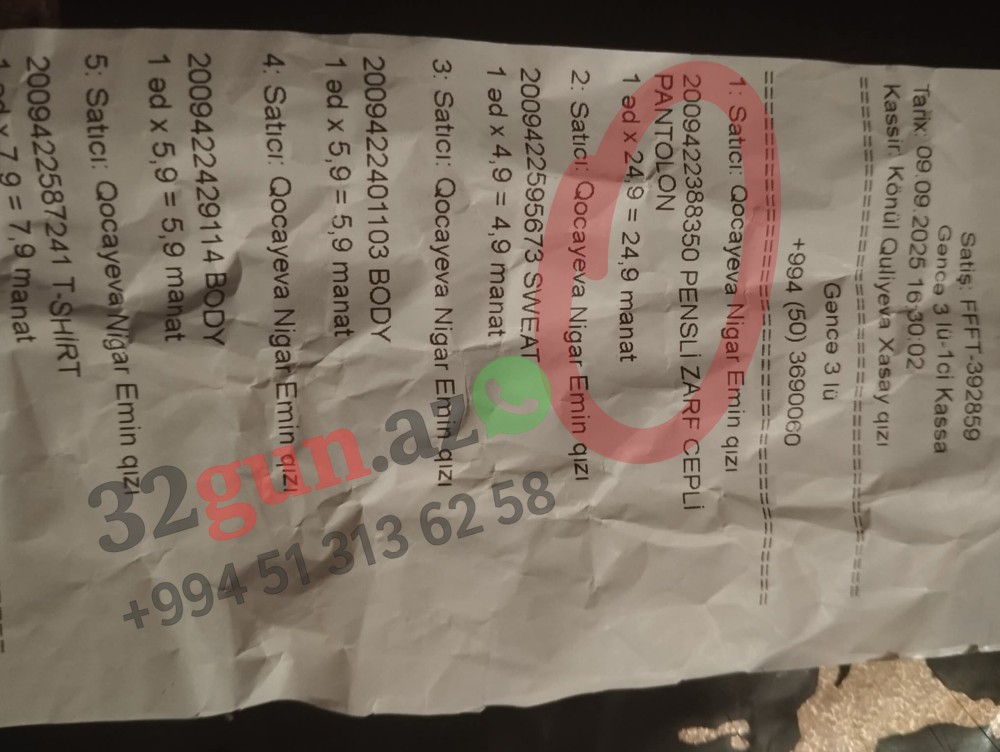 Satış: FFFT-392859
Gəncə 3 lü-1ci Kassa
Tarix: 09.09.2025 16:30:02
Kassir: Könül Quliyeva Xasay qızı
Gəncə 3 lü
+994 (50) 3690060
1: Satıcı: Qocayeva Nigar Emin qızı
2009422388350 PENSLİ ZARF CEPLİ
PANTOLON
1 əd x 24,9 = 24,9 manat
2: Satıcı: Qocayeva Nigar Emin qızı
2009422595673 SWEAT
1 əd x 4,9 = 4,9 manat
3: Satıcı: Qocayeva Nigar Emin qızı
2009422401103 BODY
1 əd x 5,9 = 5,9 manat
4: Satıcı: Qocayeva Nigar Emin qızı
2009422429114 BODY
1 əd x 5,9 = 5,9 manat
5: Satıcı: Qocayeva Nigar Emin qızı
2009422587241 T-SHIRT
1 əd x 7,9 = 7,9 manat
32gun.az
+994 51 313 62 58